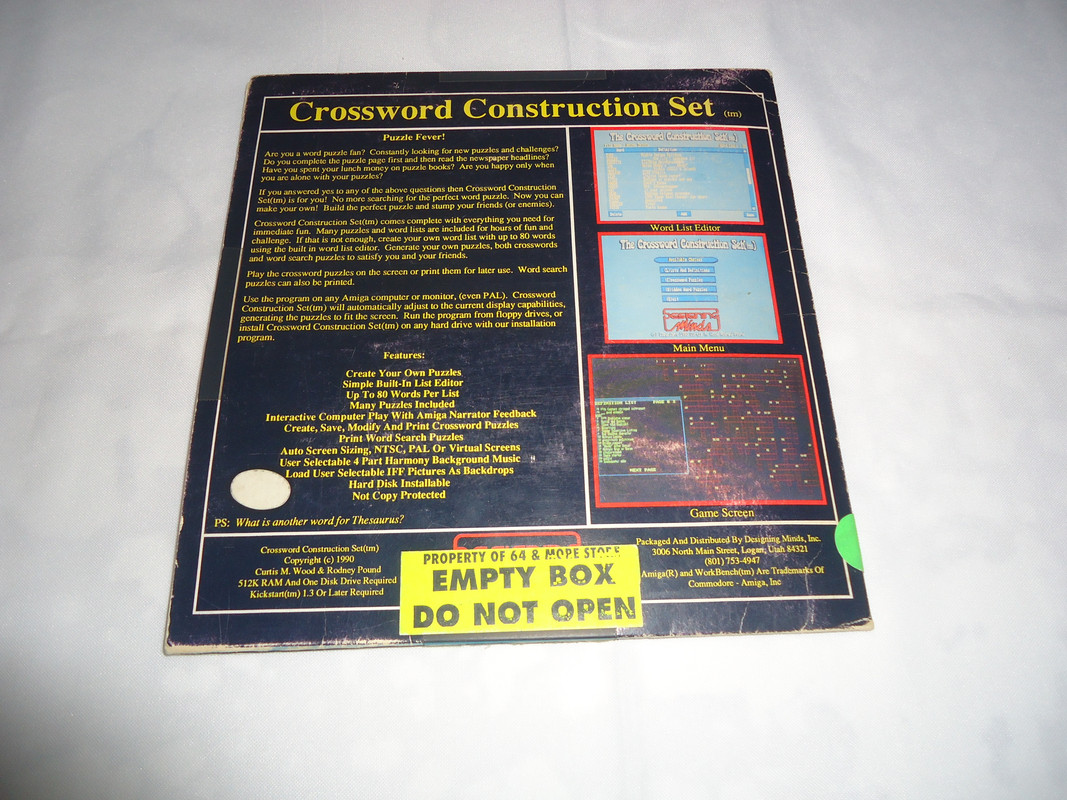 Crossword Construction Set (tm)
Puzzle Fever!
Are you a word puzzle fan? Constantly looking for new puzzles and challenges?
Do you complete the puzzle page first and then read the newspaper headlines?
Have you spent your lunch money on puzzle books? Are you happy only when
you are alone with your puzzles?
If you answered yes to any of the above questions then Crossword Construction
Set(tm) is for you! No more searching for the perfect word puzzle. Now you can
make your own! Build the perfect puzzle and stump your friends (or enemies).
Crossword Construction Set(tm) comes complete with everything you need for
immediate fun. Many puzzles and word lists are included for hours of fun and
challenge. If that is not enough, create your own word list with up to 80 words
using the built in word list editor. Generate your own puzzles, both crosswords
and word search puzzles to satisfy you and your friends.
Play the crossword puzzles on the screen or print them for later use. Word search
puzzles can also be printed.
Use the program on any Amiga computer or monitor, (even PAL). Crossword
Construction Set(tm) will automatically adjust to the current display capabilities,
generating the puzzles to fit the screen. Run the program from floppy drives, or
install Crossword Construction Set(tm) on any hard drive with our installation
program.
Features:
Create Your Own Puzzles
Simple Built-In List Editor
Up To 80 Words Per List
Many Puzzles Included
Interactive Computer Play With Amiga Narrator Feedback
Create, Save, Modify And Print Crossword Puzzles
Print Word Search Puzzles
Auto Screen Sizing, NTSC, PAL Or Virtual Screens
User Selectable 4 Part Harmony Background Music
Load User Selectable IFF Pictures As Backdrops
Hard Disk Installable
Not Copy Protected
PS: What is another word for Thesaurus?
The Crossword Construction Set
Word List Editor
The Crossword Construction Set
Minds
Main Menu
DEFINITION LIST
NEXT PAGE
Game Screen
Crossword Construction Set(tm)
Copyright (c) 1990
Curtis M. Wood & Rodney Pound
512K RAM And One Disk Drive Required
Kickstart(tm) 1.3 Or Later Required
PROPERTY OF 64 & MORE STORE
EMPTY BOX
DO NOT OPEN
Packaged And Distributed By Designing Minds, Inc.
3006 North Main Street, Logan, Utah 84321
(801) 753-4947
Amiga(R) and WorkBench(tm) Are Trademarks Of
Commodore - Amiga, Inc